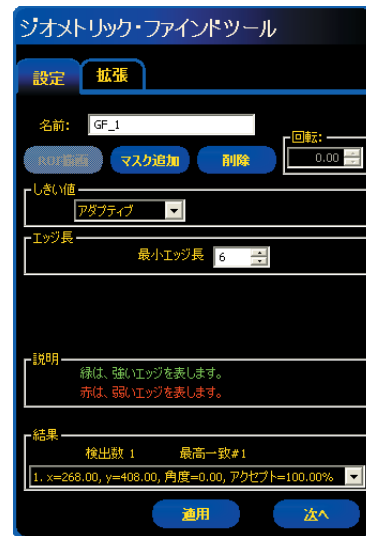 ジオメトリック・ファインドツール
設定 拡張
名前: GF_1
回転:
ROI描画 マスク追加 削除 0.00
しきい値
アダプティブ
エッジ長
最小エッジ長 6
説明
緑は、強いエッジを表します。
赤は、弱いエッジを表します。
結果
検出数 1 最高一致#1
1. x=268.00, y=408.00, 角度=0.00, アクセプト=100.00%
適用 次へ